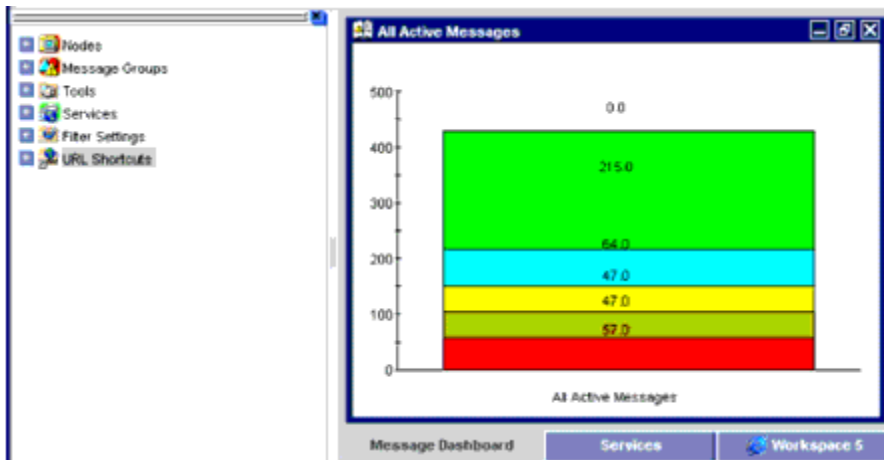 Nodes
Message Groups
Tools
Services
Filter Settings
URL Shortcuts
All Active Messages
500
0.0
400
215.0
300
64.0
200
47.0
47.0
100
57.0
0
All Active Messages
Message Dashboard
Services
Workspace 5